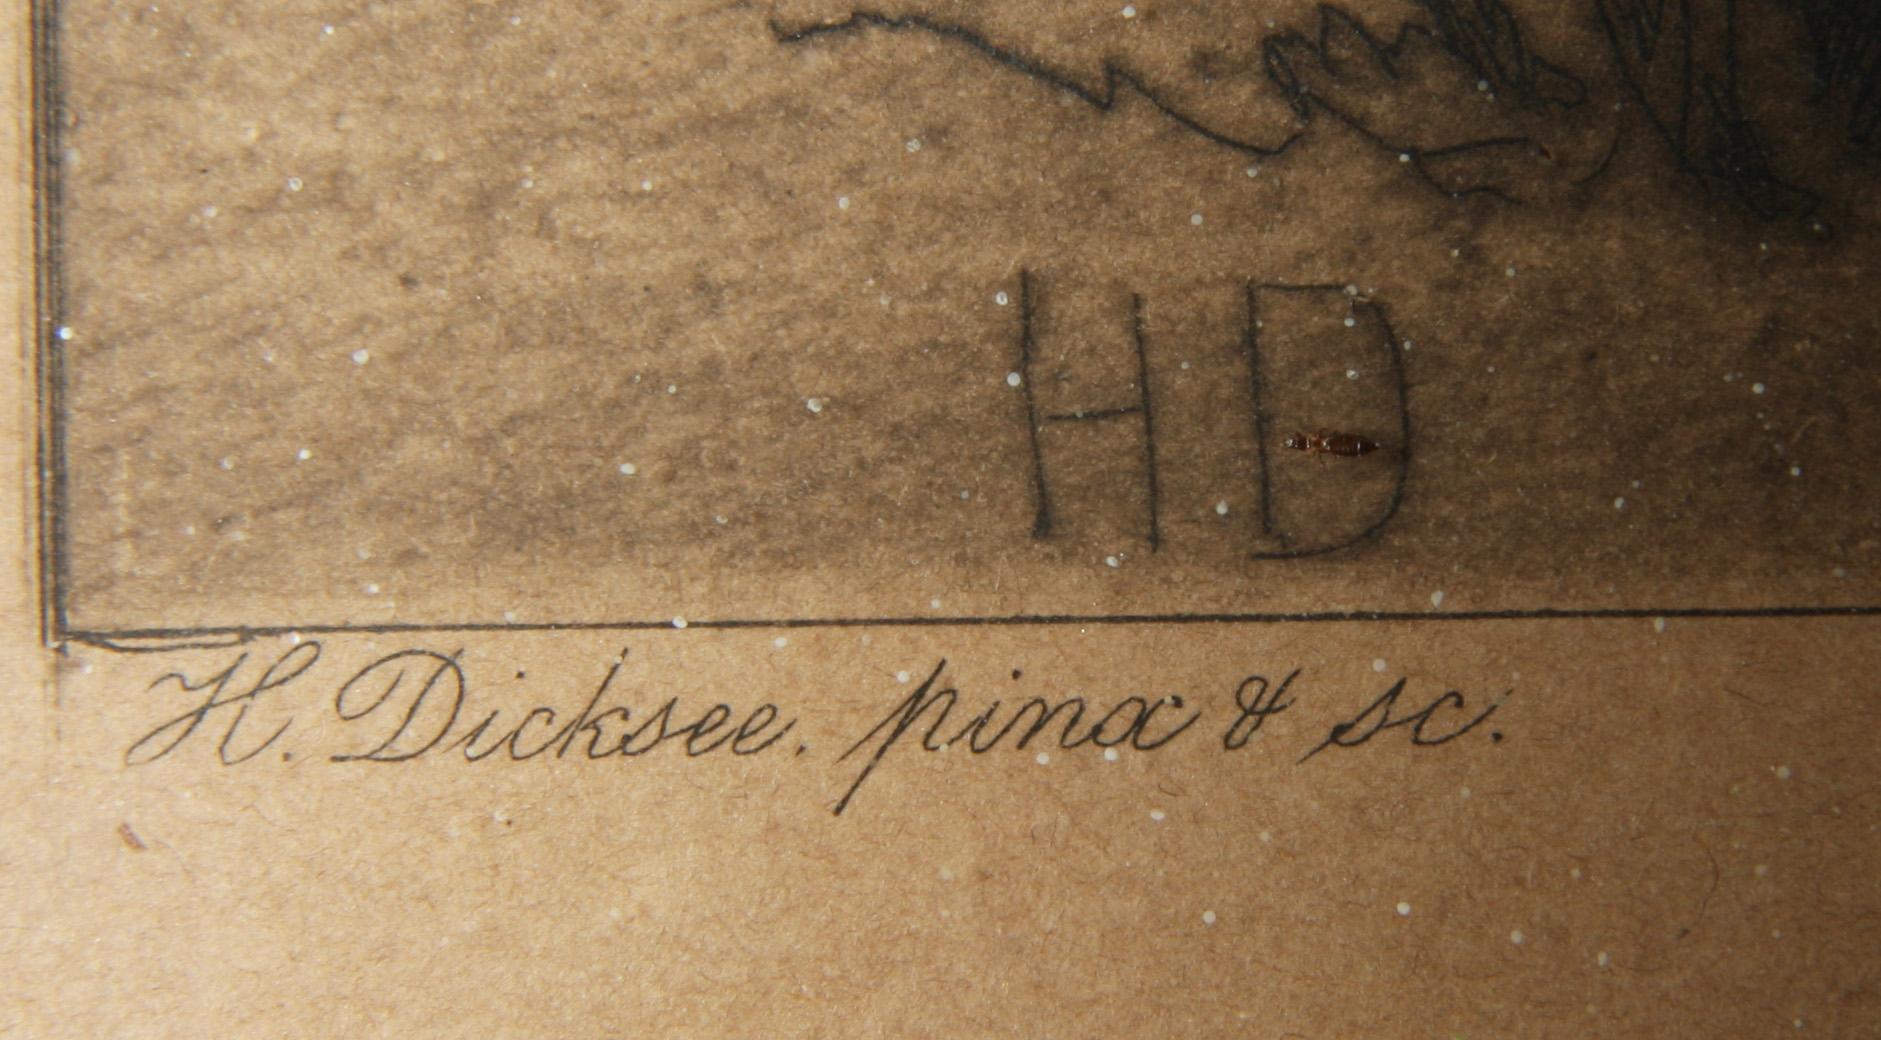 HD
H. Dicksee. pinx & sc.